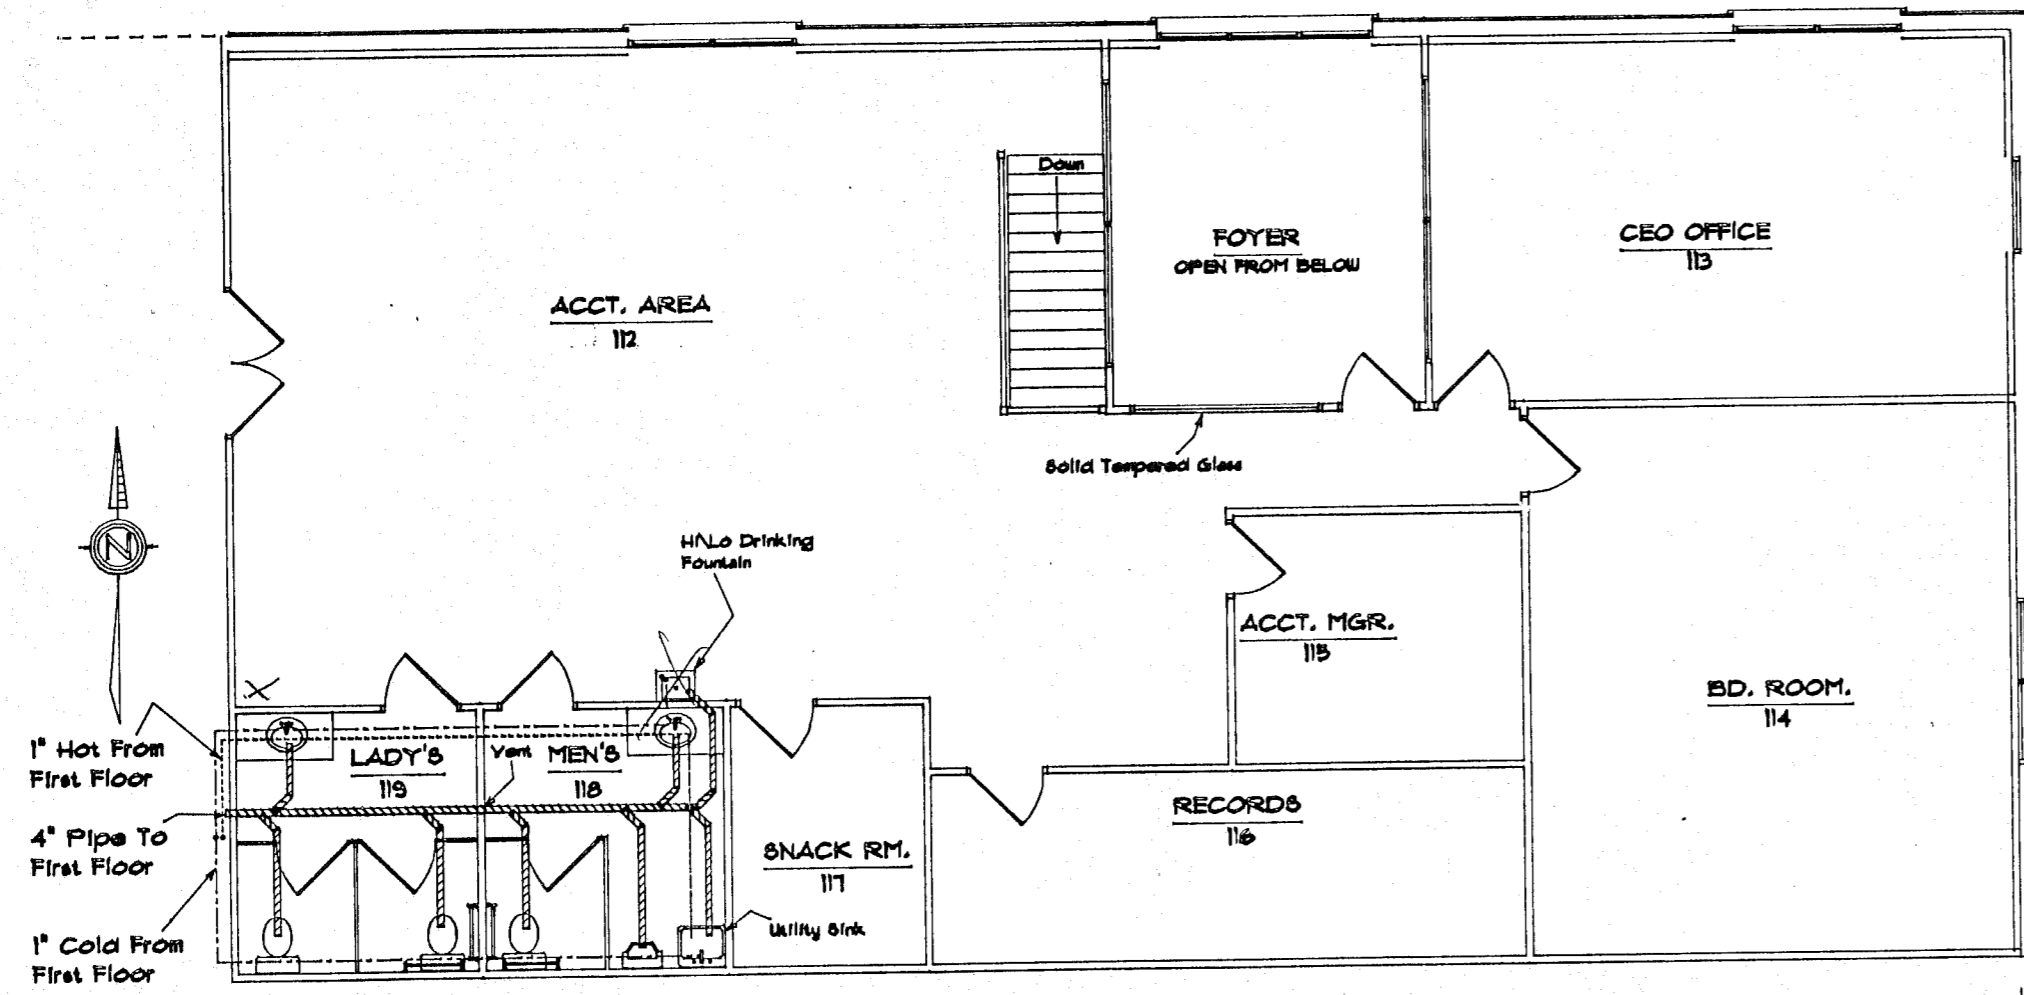 Down
FOYER
OPEN FROM BELOW
CEO OFFICE
113
ACCT. AREA
112
Solid Tempered Glass
N
Hi\Lo Drinking
Fountain
ACCT. MGR.
115
BD. ROOM.
114
X
1" Hot From
First Floor
LADY'S
119
Vent
MEN'S
118
RECORDS
116
4" Pipe To
First Floor
SNACK RM.
117
Utility Sink
1" Cold From
First Floor